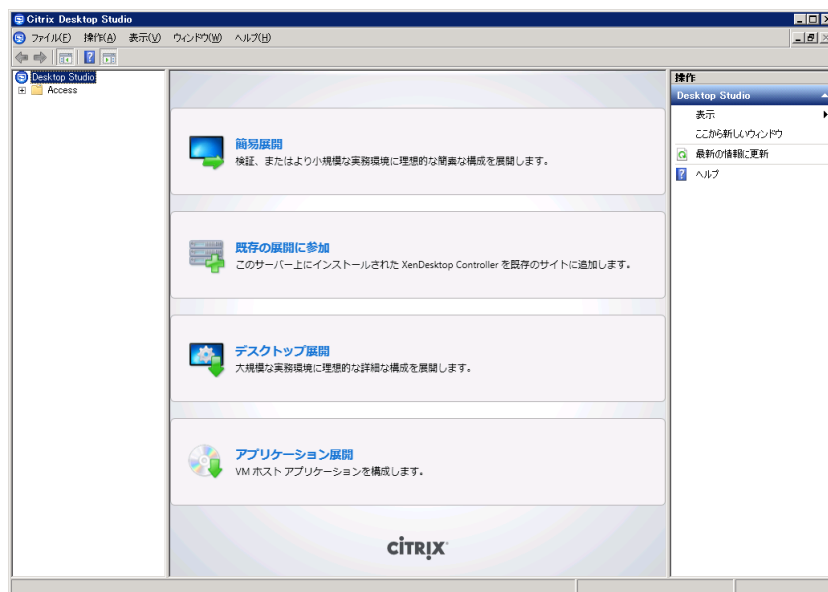 Citrix Desktop Studio
ファイル(F) 操作(A) 表示(V) ウィンドウ(W) ヘルプ(H)
Desktop Studio
Access
簡易展開
検証、またはより小規模な実務環境に理想的な簡素な構成を展開します。
既存の展開に参加
このサーバー上にインストールされた XenDesktop Controller を既存のサイトに追加します。
デスクトップ展開
大規模な実務環境に理想的な詳細な構成を展開します。
アプリケーション展開
VM ホスト アプリケーションを構成します。
CITRIX
操作
Desktop Studio
表示
ここから新しいウィンドウ
最新の情報に更新
ヘルプ